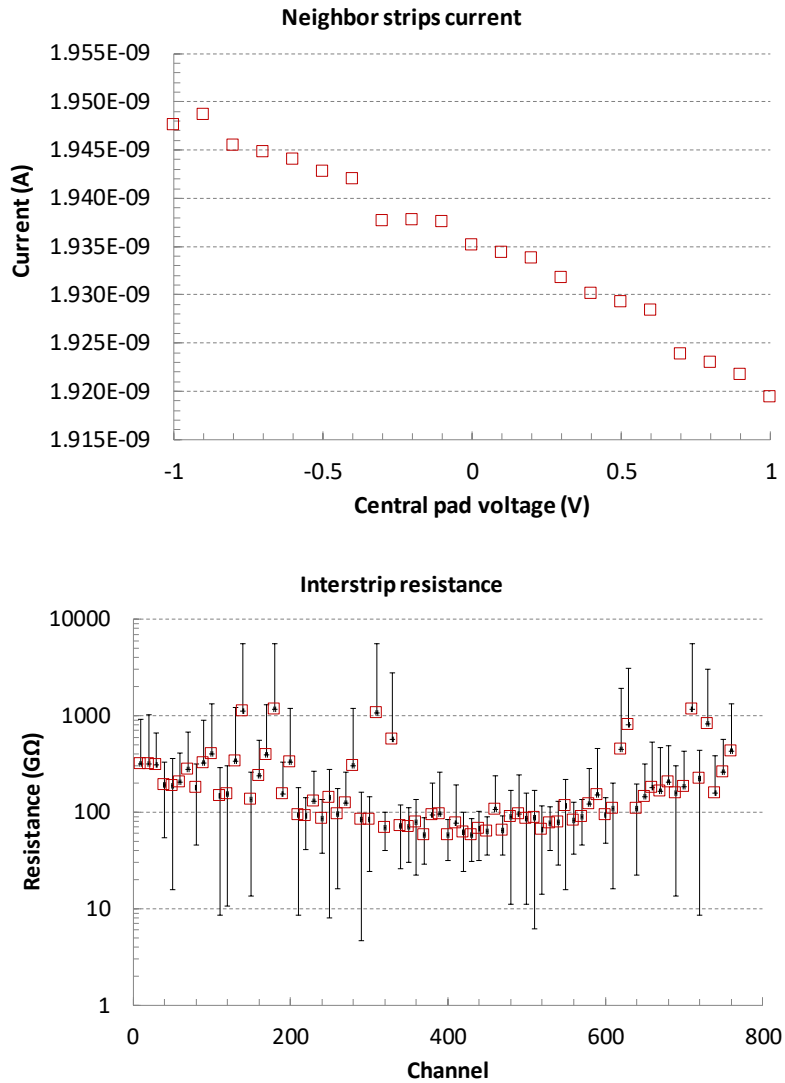 Neighbor strips current
1.955E-09
1.950E-09
1.945E-09
1.940E-09
1.935E-09
1.930E-09
1.925E-09
1.920E-09
1.915E-09
Current (A)
-1
-0.5
0
0.5
1
Central pad voltage (V)
Interstrip resistance
10000
1000
100
10
1
Resistance (GΩ)
0
200
400
600
800
Channel